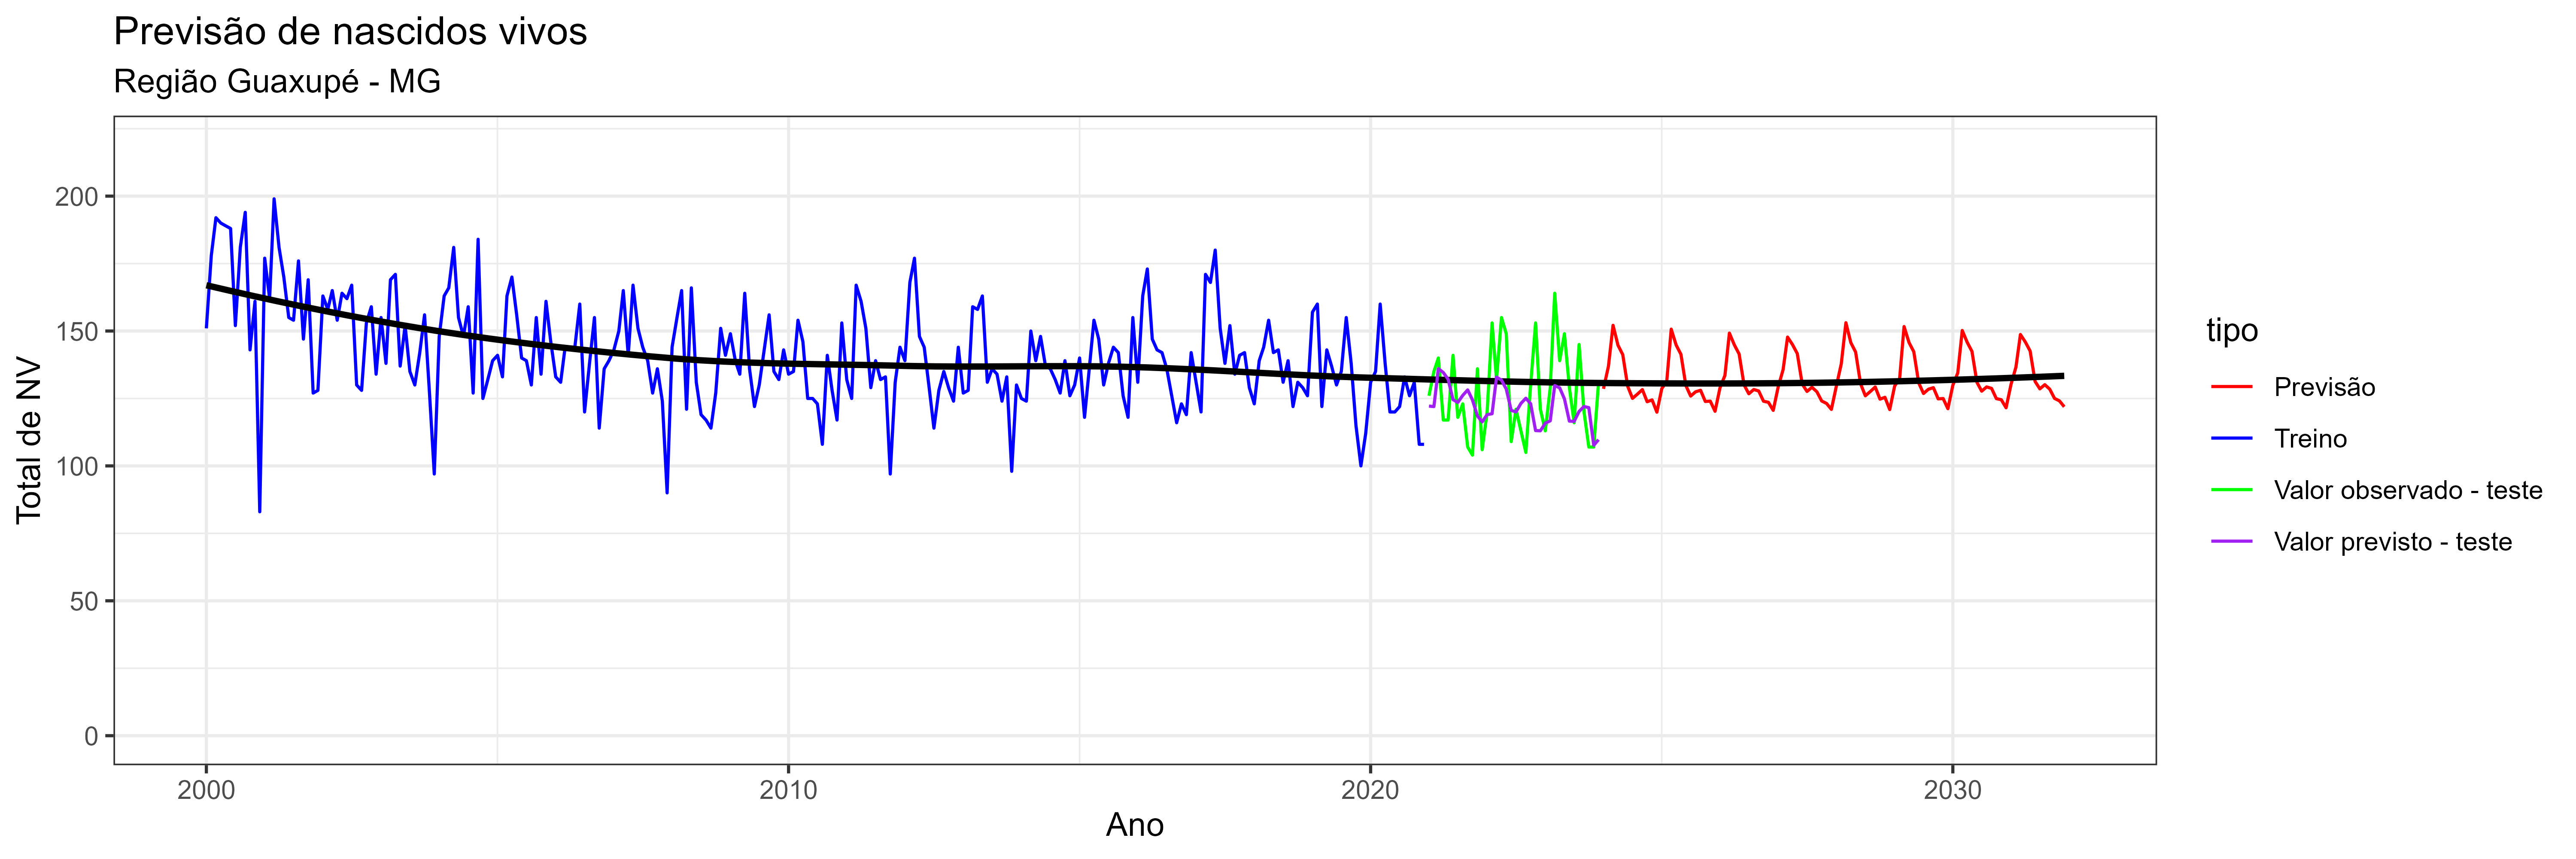 Previsão de nascidos vivos
Região Guaxupé - MG
Total de NV
200
150
100
50
0
2000
2010
2020
2030
Ano
tipo
Previsão
Treino
Valor observado - teste
Valor previsto - teste